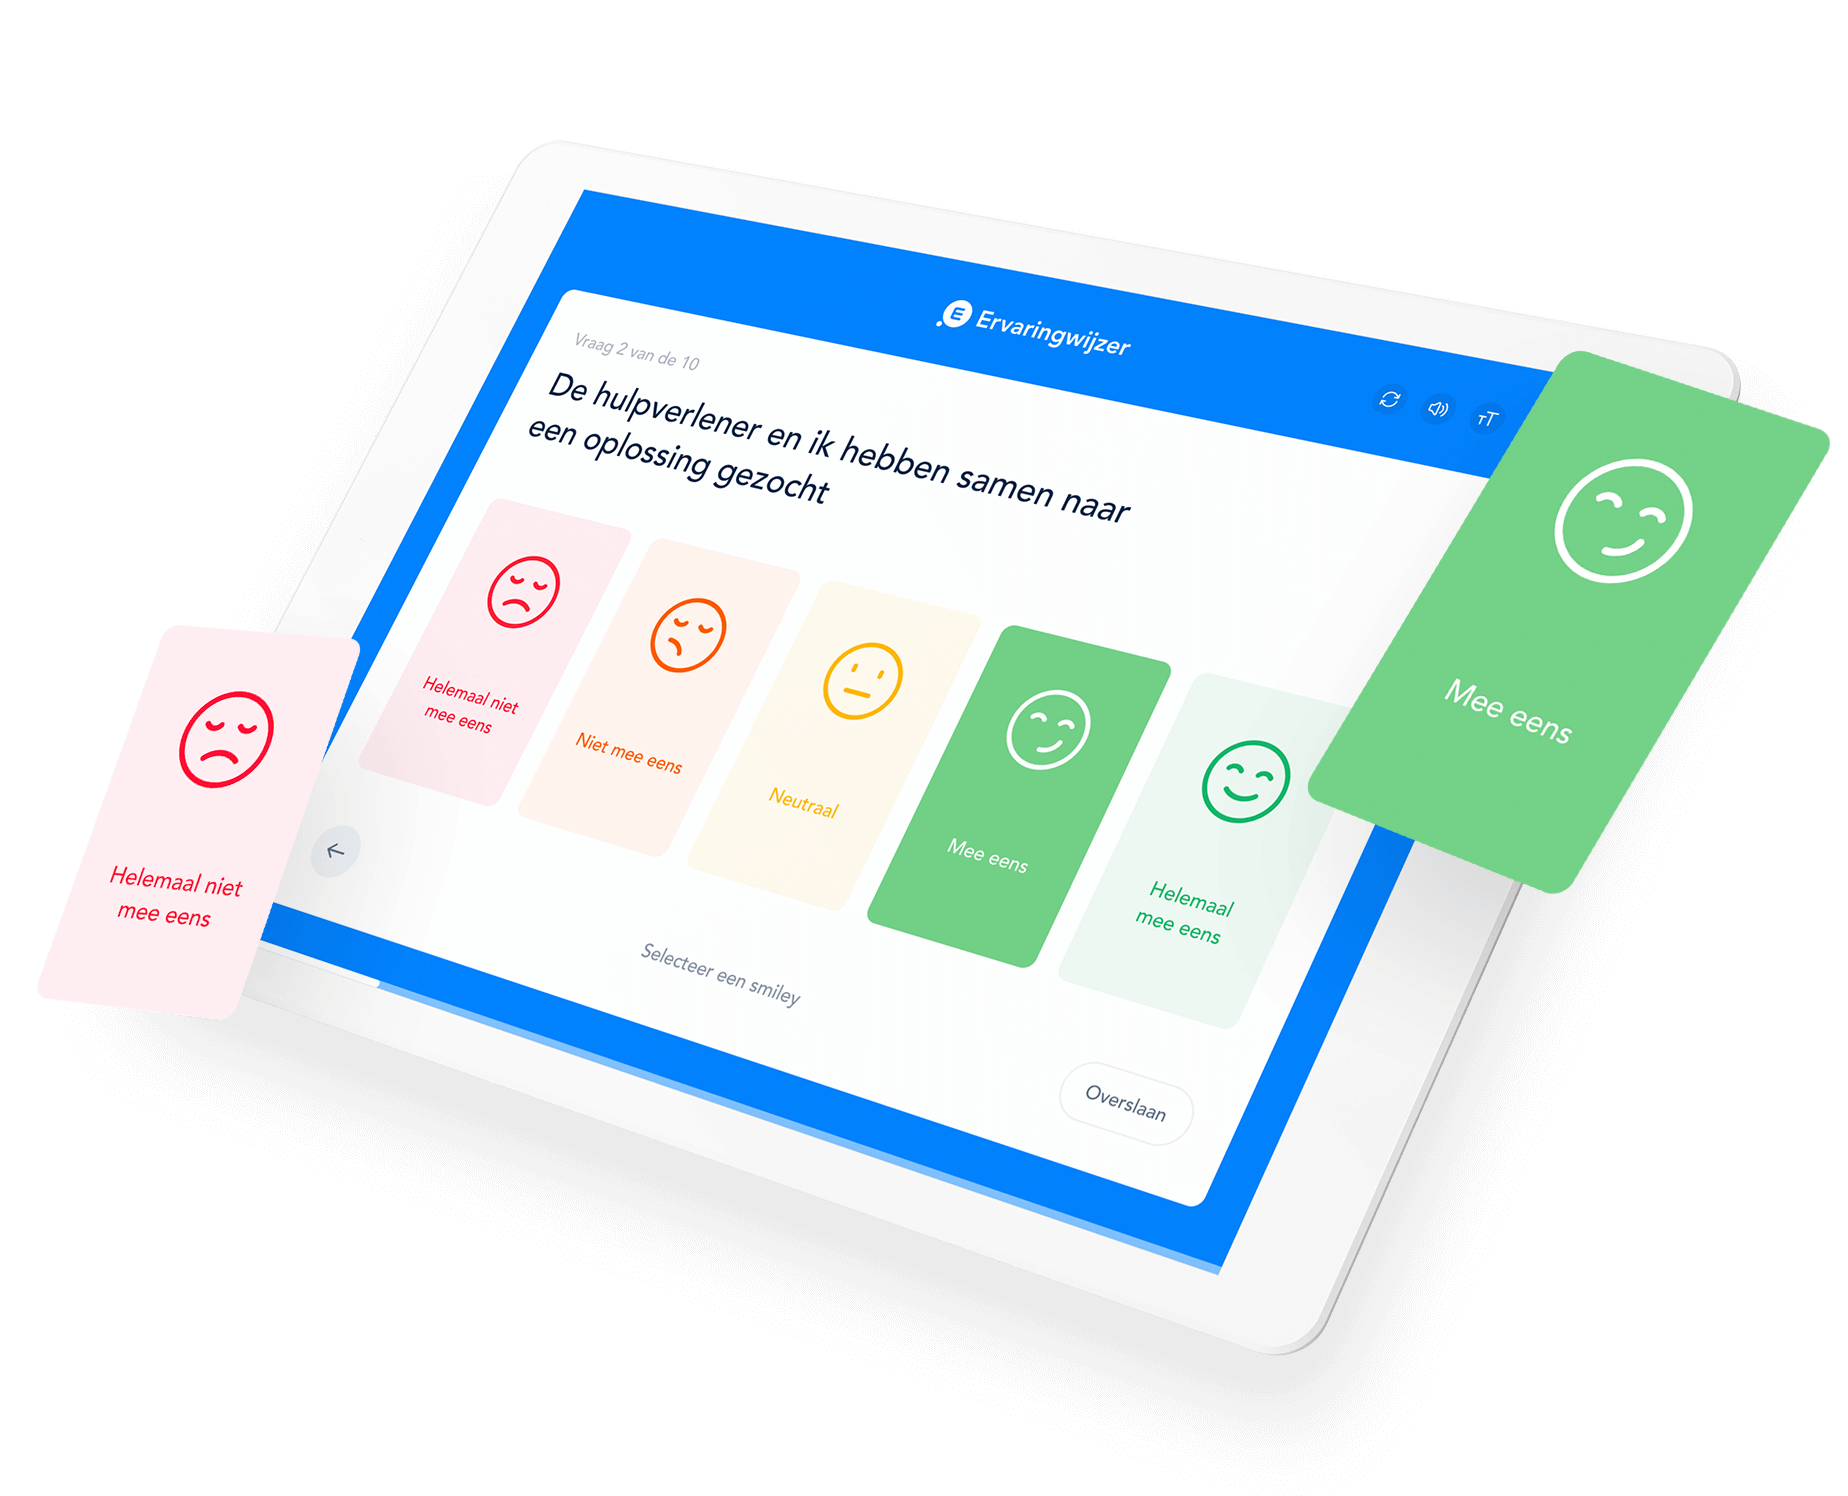 Ervaringwijzer
Vraag 2 van de 10
De hulpverlener en ik hebben samen naar
een oplossing gezocht
Helemaal niet
mee eens
Niet mee eens
Neutraal
Mee eens
Helemaal
mee eens
Selecteer een smiley
Overslaan
Helemaal niet
mee eens
Mee eens
TT